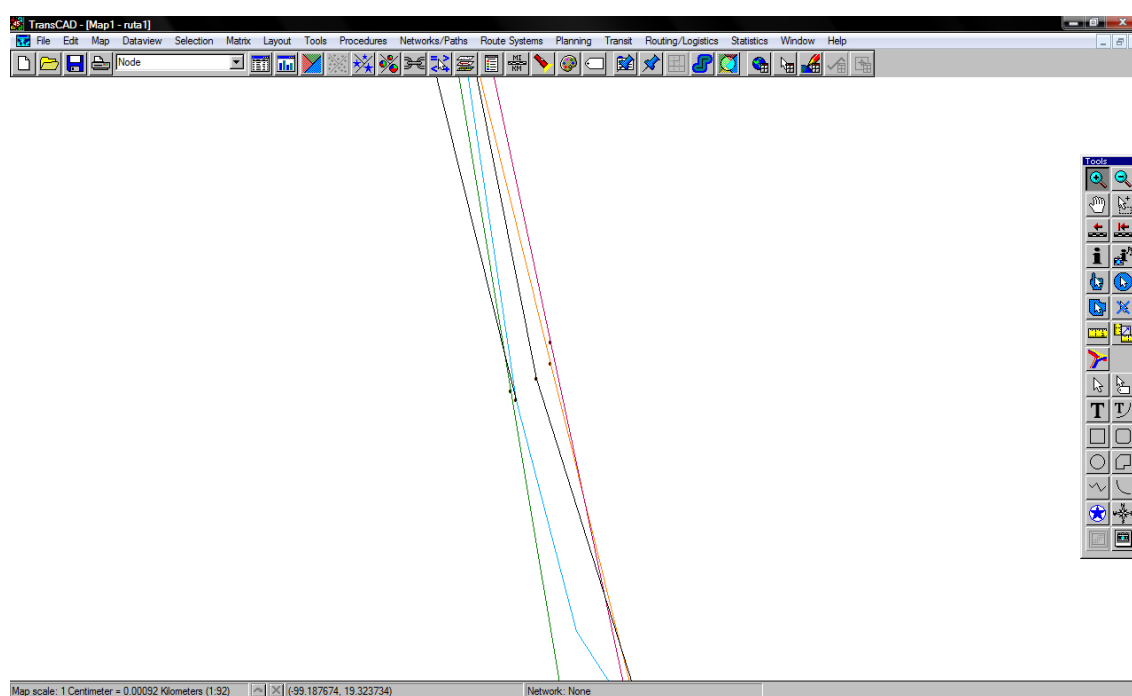 TransCAD - [Map1 - ruta1]
File Edit Map Dataview Selection Matrix Layout Tools Procedures Networks/Paths Route Systems Planning Transit Routing/Logistics Statistics Window Help
Node
MI
KM
Tools
T T
Map scale: 1 Centimeter = 0.00092 Kilometers (1:92) (-99.187674, 19.323734) Network: None